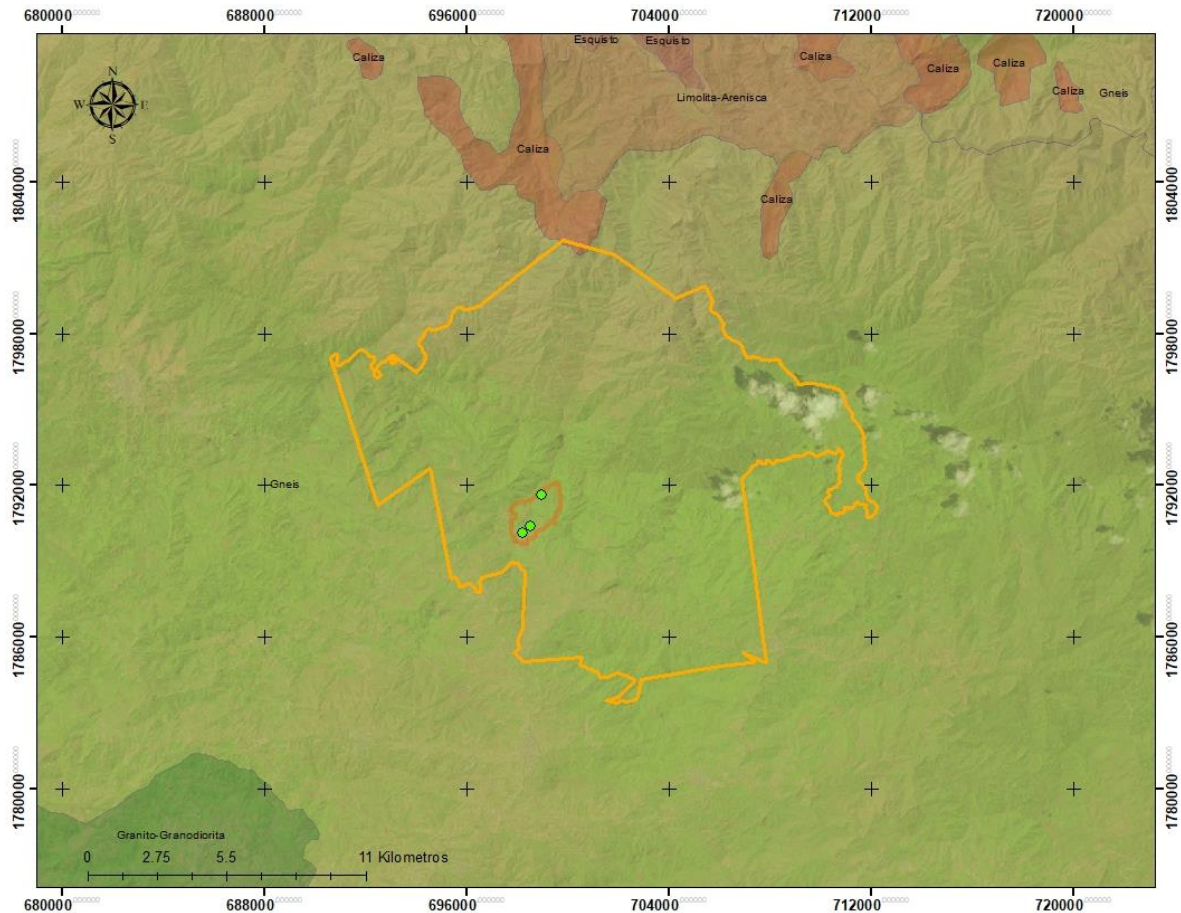 680000 688000 696000 704000 712000 720000
Esquisto Esquisto
Caliza Caliza Caliza Caliza
Caliza Gneis
Limolita-Arenisca
N
W E
S
Caliza
1804000 1804000
Caliza
1798000 1798000
1792000 Gneis 1792000
1786000 1786000
1780000 1780000
Granito-Granodiorita
0 2.75 5.5 11 Kilometros
680000 688000 696000 704000 712000 720000